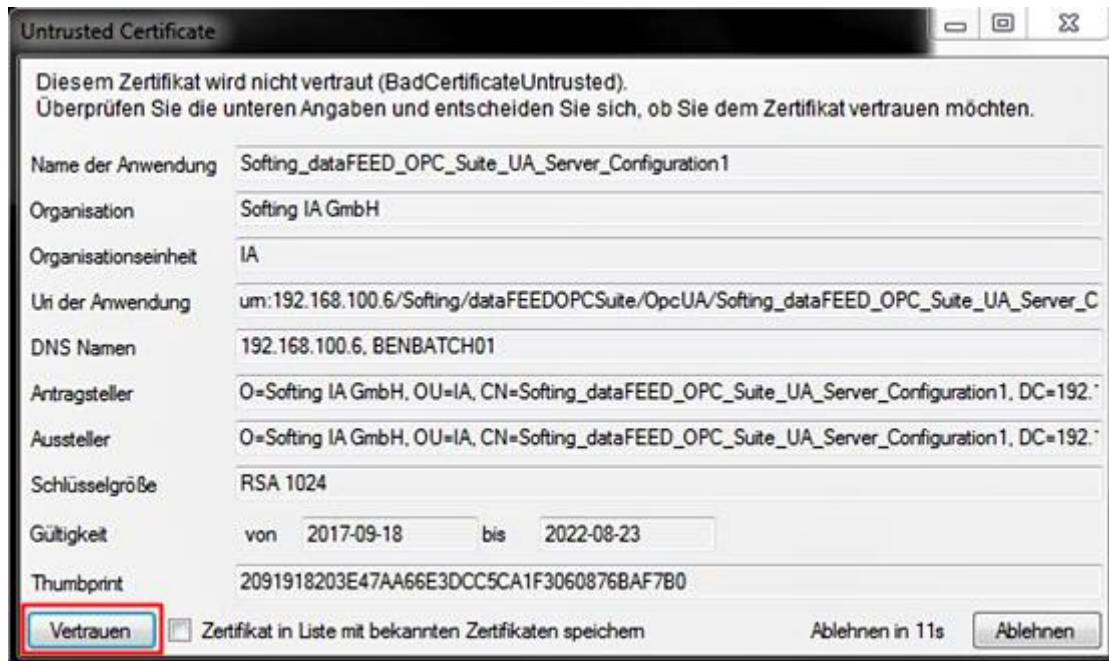 Untrusted Certificate
Diesem Zertifikat wird nicht vertraut (BadCertificateUntrusted).
Überprüfen Sie die unteren Angaben und entscheiden Sie sich, ob Sie dem Zertifikat vertrauen möchten.
Name der Anwendung Softing_dataFEED_OPC_Suite_UA_Server_Configuration1
Organisation Softing IA GmbH
Organisationseinheit IA
Uri der Anwendung urn:192.168.100.6/Softing/dataFEEDOPCSuite/OpcUA/Softing_dataFEED_OPC_Suite_UA_Server_C
DNS Namen 192.168.100.6, BENBATCH01
Antragsteller O=Softing IA GmbH, OU=IA, CN=Softing_dataFEED_OPC_Suite_UA_Server_Configuration1, DC=192.
Aussteller O=Softing IA GmbH, OU=IA, CN=Softing_dataFEED_OPC_Suite_UA_Server_Configuration1, DC=192.
Schlüsselgröße RSA 1024
Gültigkeit von 2017-09-18 bis 2022-08-23
Thumbprint 2091918203E47AA66E3DCC5CA1F3060876BAF7B0
Vertrauen Zertifikat in Liste mit bekannten Zertifikaten speichern Ablehnen in 11s Ablehnen